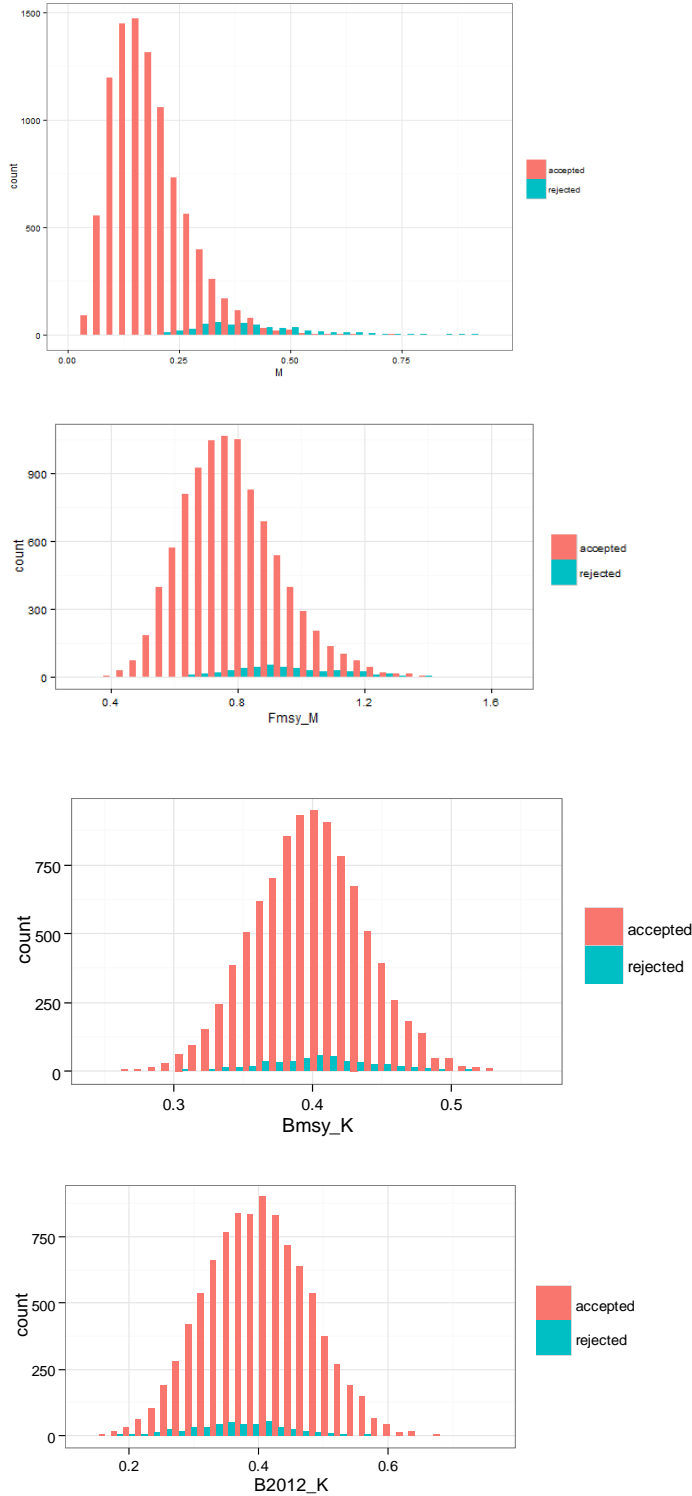 1500
1000
500
0
count
0.00 0.25 0.50 0.75
M
accepted
rejected
900
600
300
0
count
0.4 0.8 1.2 1.6
Fmsy_M
accepted
rejected
750
500
250
0
count
0.3 0.4 0.5
Bmsy_K
accepted
rejected
750
500
250
0
count
0.2 0.4 0.6
B2012_K
accepted
rejected